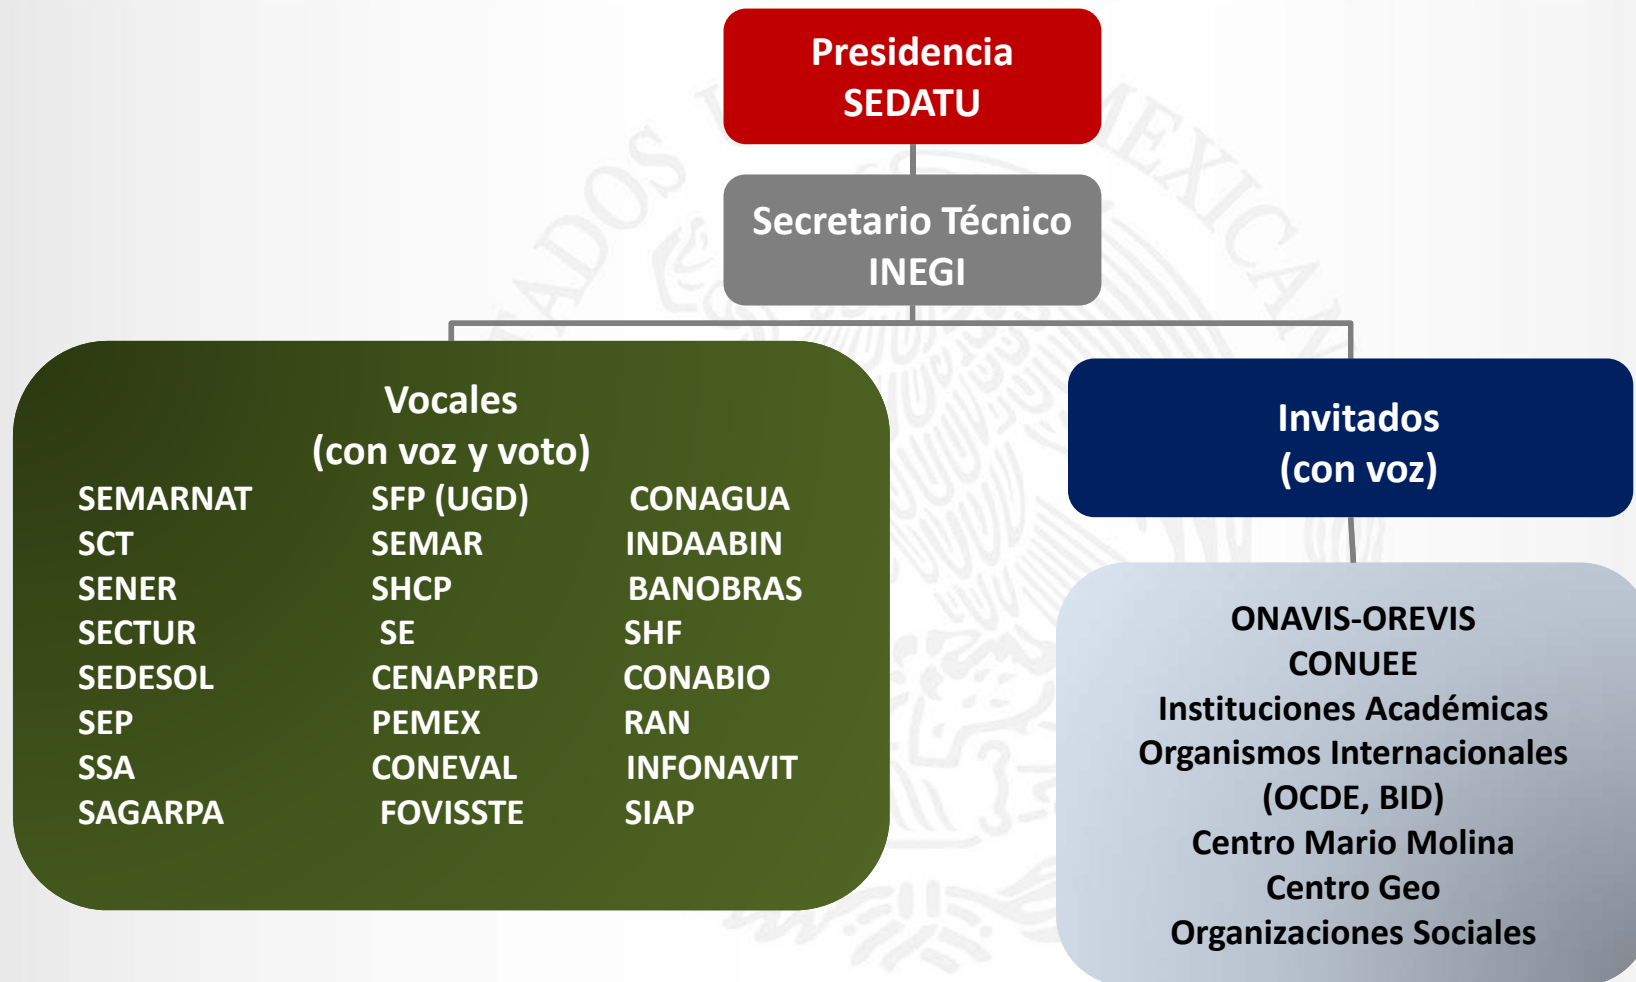 Presidencia
SEDATU
Secretario Técnico
INEGI
Vocales
(con voz y voto)
SEMARNAT SFP (UGD) CONAGUA
SCT SEMAR INDAABIN
SENER SHCP BANOBRAS
SECTUR SE SHF
SEDESOL CENAPRED CONABIO
SEP PEMEX RAN
SSA CONEVAL INFONAVIT
SAGARPA FOVISSTE SIAP
Invitados
(con voz)
ONAVIS-OREVIS
CONUEE
Instituciones Académicas
Organismos Internacionales
(OCDE, BID)
Centro Mario Molina
Centro Geo
Organizaciones Sociales